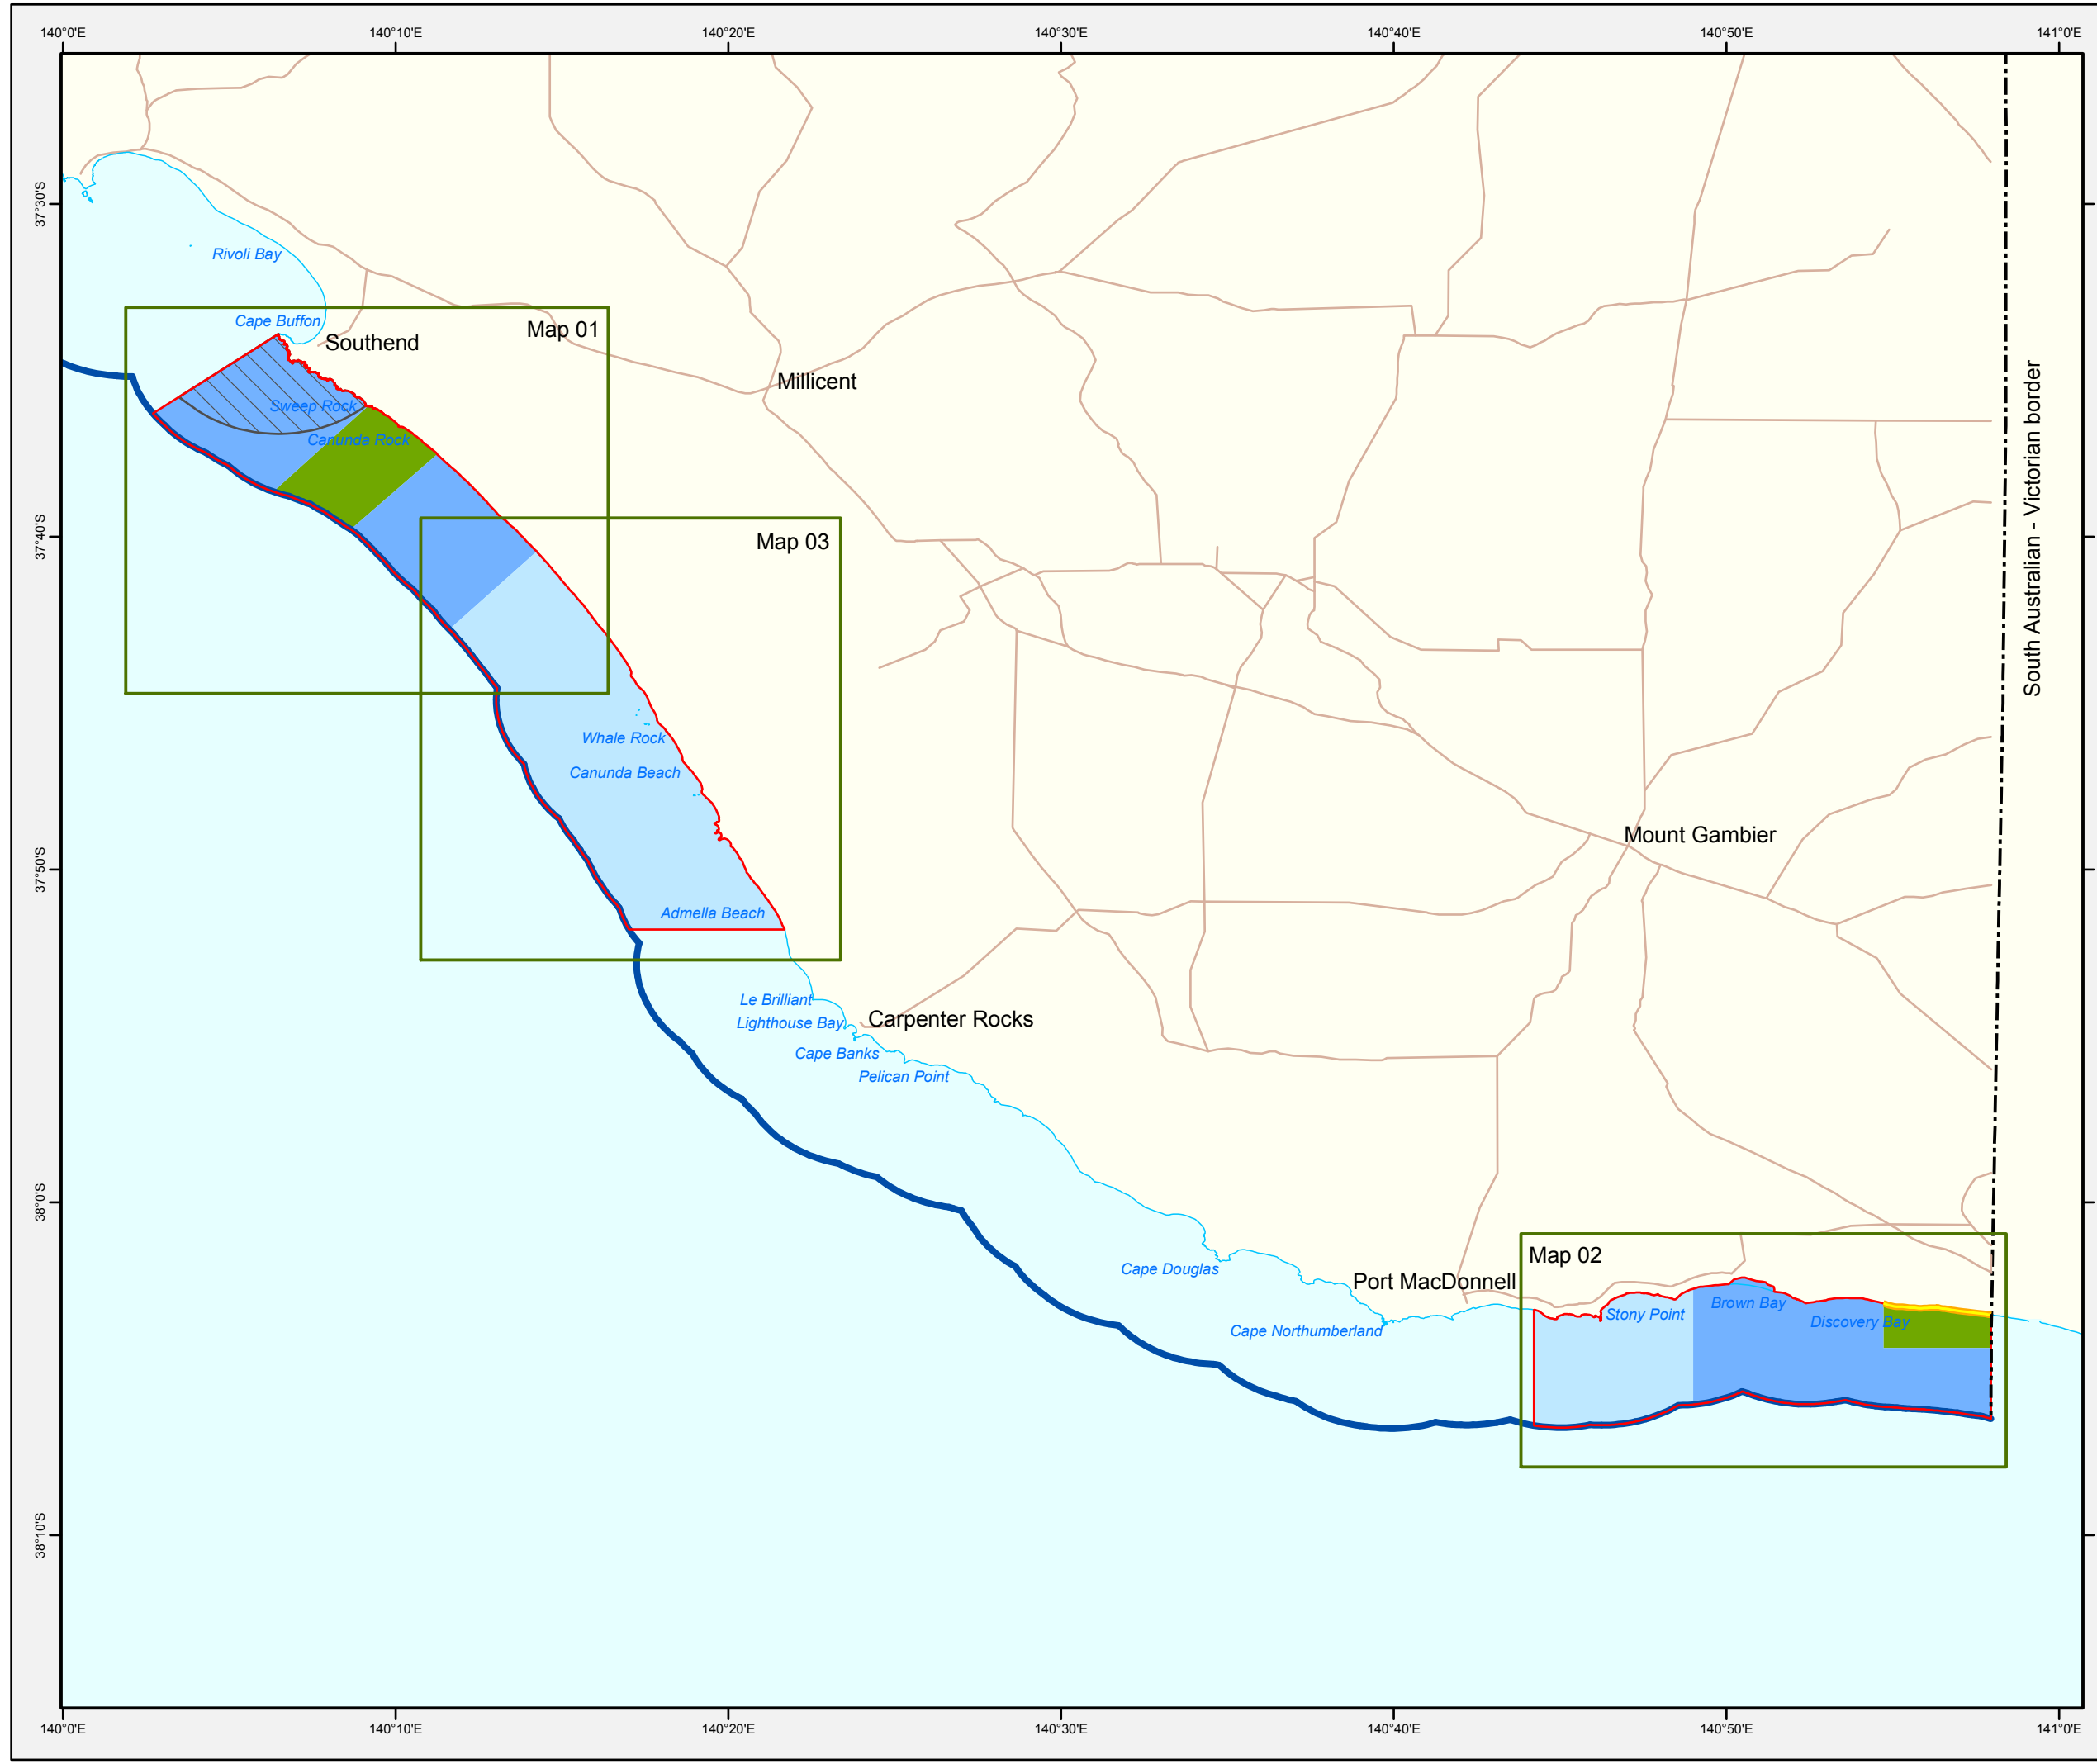 140°0'E
140°10'E
140°20'E
140°30'E
140°40'E
140°50'E
141°0'E
37°30'S
37°40'S
37°50'S
38°0'S
38°10'S
Rivoli Bay
Cape Buffon
Southend
Map 01
Millicent
Sweep Rock
Canunda Rock
South Australian - Victorian border
Map 03
Whale Rock
Canunda Beach
Mount Gambier
Admella Beach
Le Brilliant
Lighthouse Bay
Carpenter Rocks
Cape Banks
Pelican Point
Map 02
Cape Douglas
Port MacDonnell
Brown Bay
Stony Point
Discovery Bay
Cape Northumberland
140°0'E
140°10'E
140°20'E
140°30'E
140°40'E
140°50'E
141°0'E